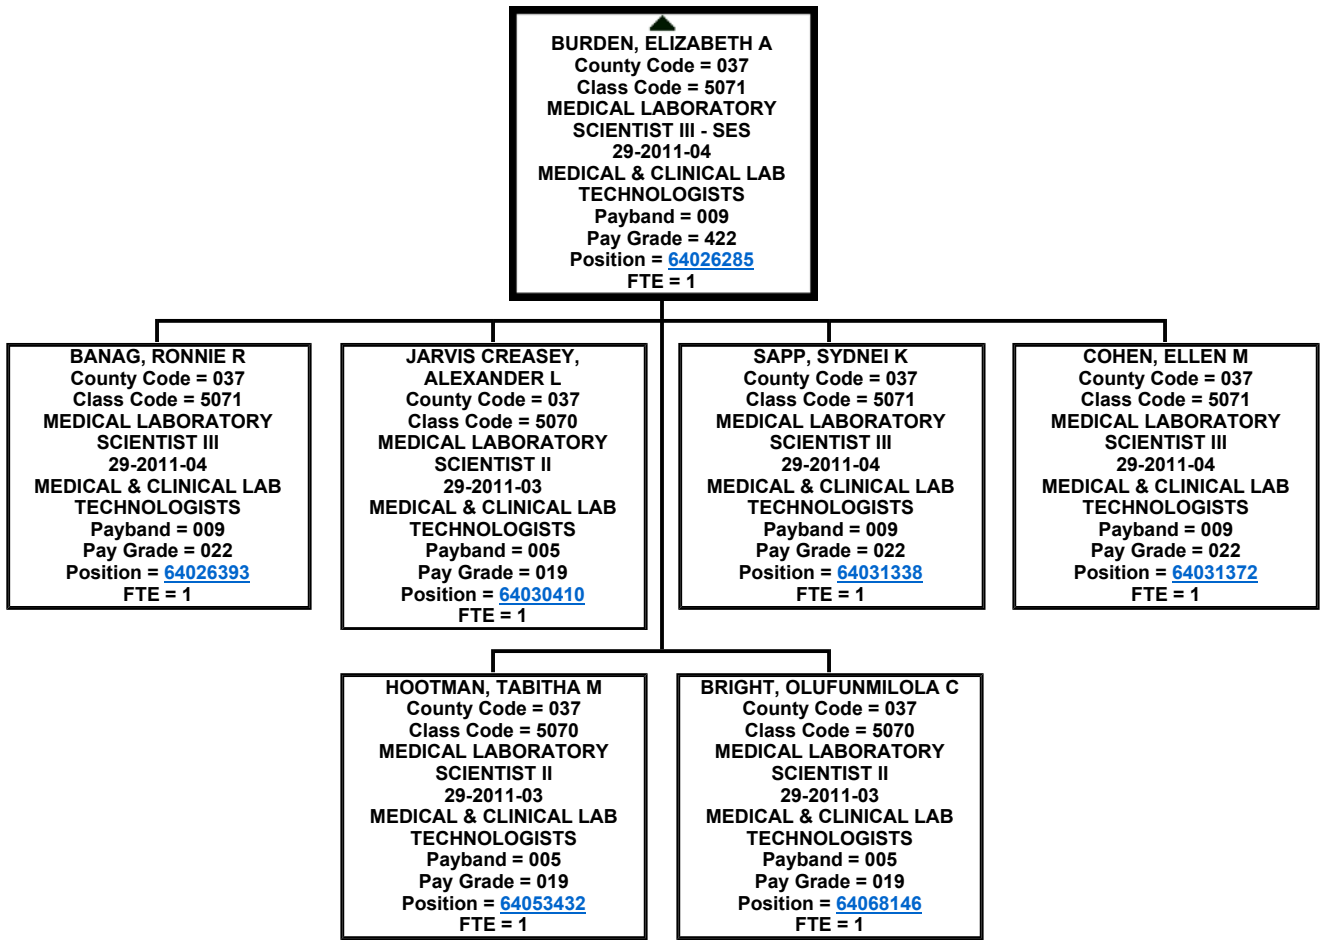 BURDEN, ELIZABETH A
County Code = 037
Class Code = 5071
MEDICAL LABORATORY
SCIENTIST III - SES
29-2011-04
MEDICAL & CLINICAL LAB
TECHNOLOGISTS
Payband = 009
Pay Grade = 422
Position = 64026285
FTE = 1
BANAG, RONNIE R
County Code = 037
Class Code = 5071
MEDICAL LABORATORY
SCIENTIST III
29-2011-04
MEDICAL & CLINICAL LAB
TECHNOLOGISTS
Payband = 009
Pay Grade = 022
Position = 64026393
FTE = 1
JARVIS CREASEY,
ALEXANDER L
County Code = 037
Class Code = 5070
MEDICAL LABORATORY
SCIENTIST II
29-2011-03
MEDICAL & CLINICAL LAB
TECHNOLOGISTS
Payband = 005
Pay Grade = 019
Position = 64030410
FTE = 1
SAPP, SYDNEI K
County Code = 037
Class Code = 5071
MEDICAL LABORATORY
SCIENTIST III
29-2011-04
MEDICAL & CLINICAL LAB
TECHNOLOGISTS
Payband = 009
Pay Grade = 022
Position = 64031338
FTE = 1
COHEN, ELLEN M
County Code = 037
Class Code = 5071
MEDICAL LABORATORY
SCIENTIST III
29-2011-04
MEDICAL & CLINICAL LAB
TECHNOLOGISTS
Payband = 009
Pay Grade = 022
Position = 64031372
FTE = 1
HOOTMAN, TABITHA M
County Code = 037
Class Code = 5070
MEDICAL LABORATORY
SCIENTIST II
29-2011-03
MEDICAL & CLINICAL LAB
TECHNOLOGISTS
Payband = 005
Pay Grade = 019
Position = 64053432
FTE = 1
BRIGHT, OLUFUNMILOLA C
County Code = 037
Class Code = 5070
MEDICAL LABORATORY
SCIENTIST II
29-2011-03
MEDICAL & CLINICAL LAB
TECHNOLOGISTS
Payband = 005
Pay Grade = 019
Position = 64068146
FTE = 1